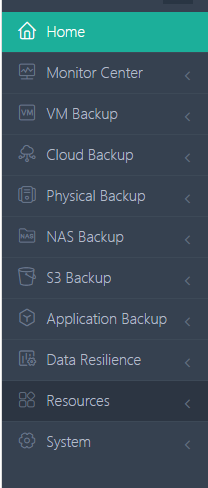 Home
Monitor Center
VM Backup
Cloud Backup
Physical Backup
NAS Backup
S3 Backup
Application Backup
Data Resilience
Resources
System